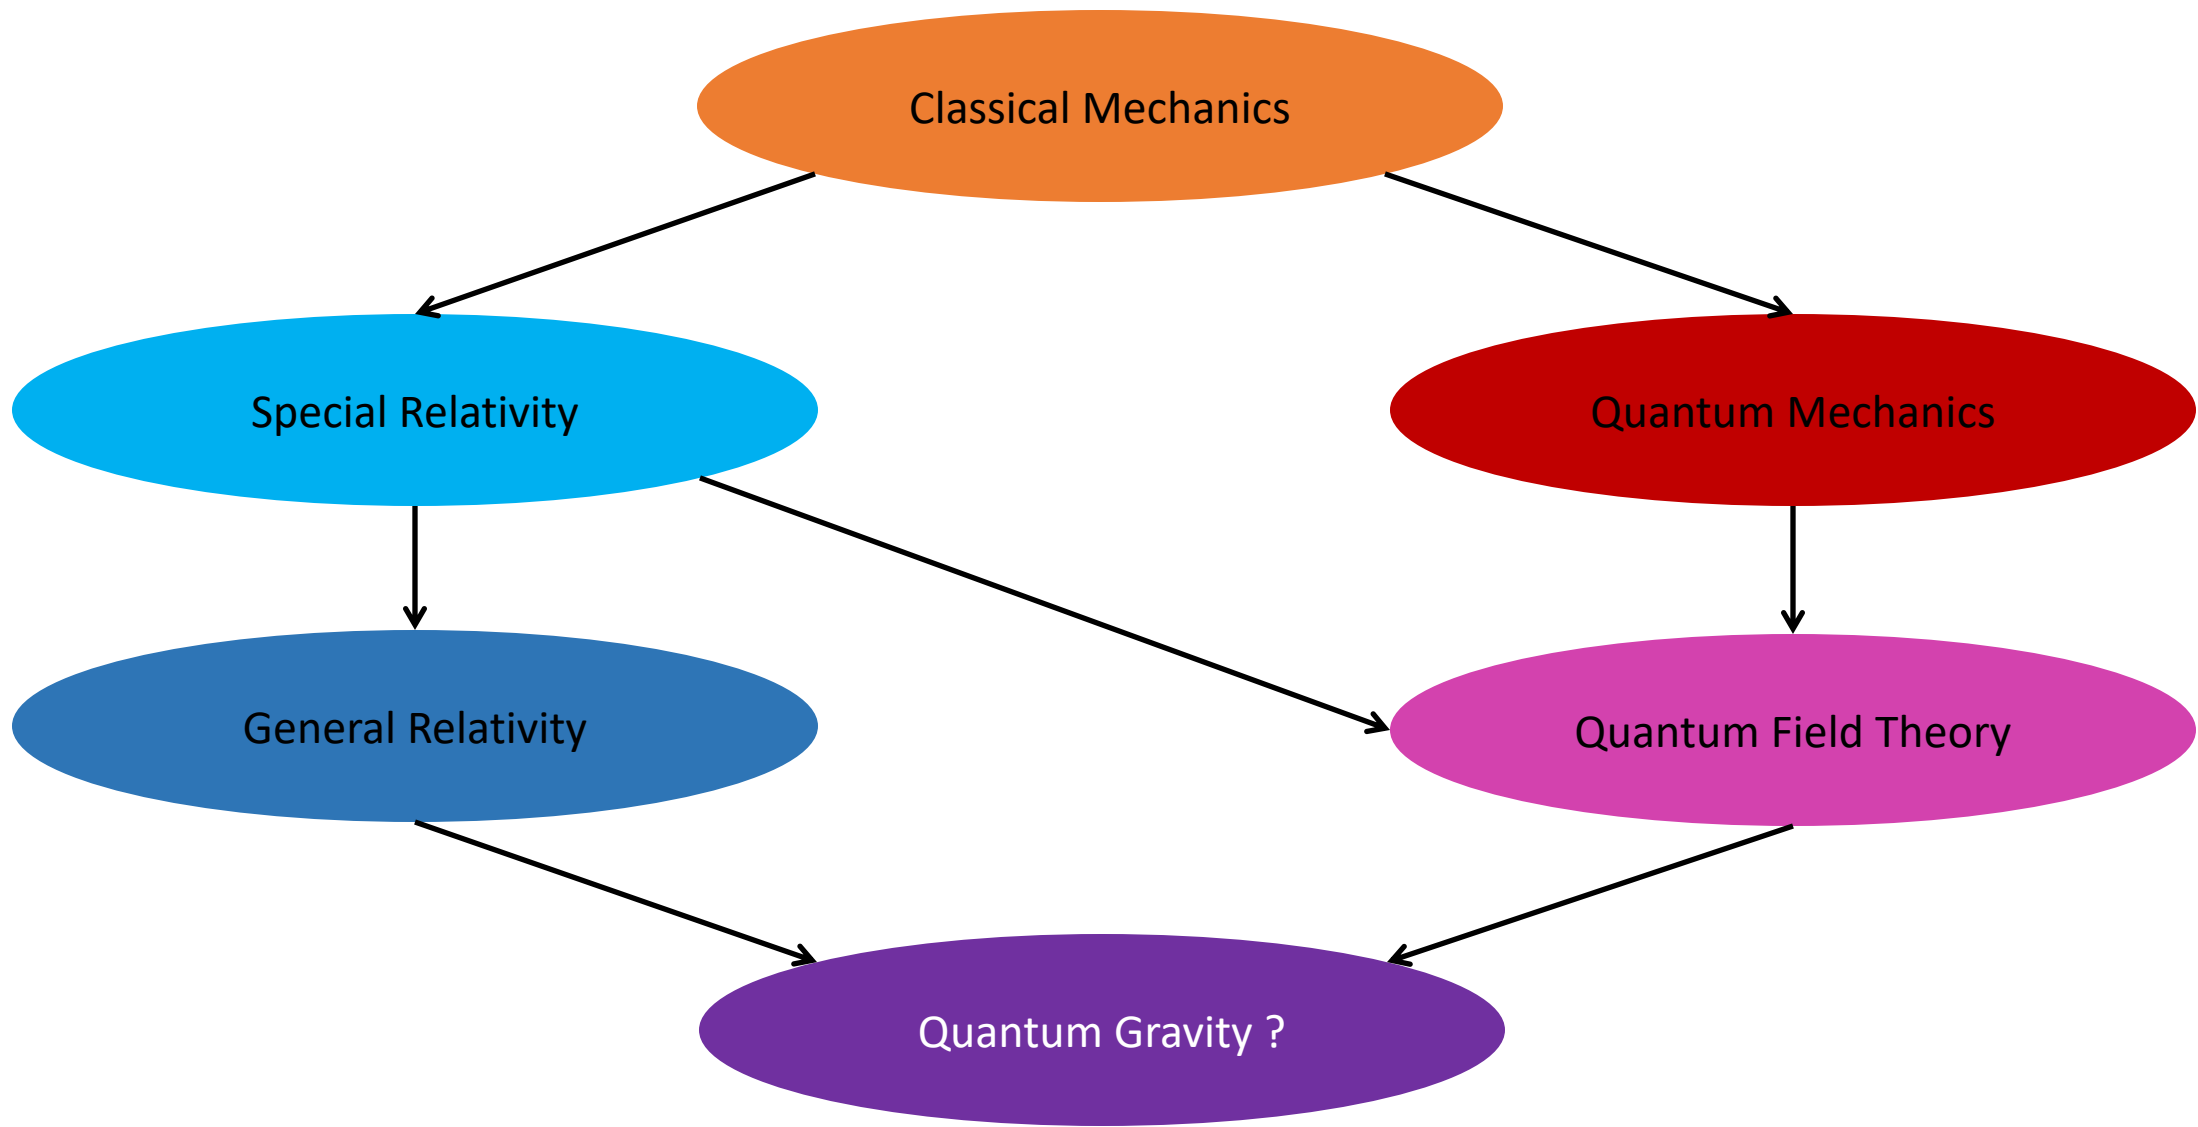 Classical Mechanics
Special Relativity
Quantum Mechanics
General Relativity
Quantum Field Theory
Quantum Gravity ?